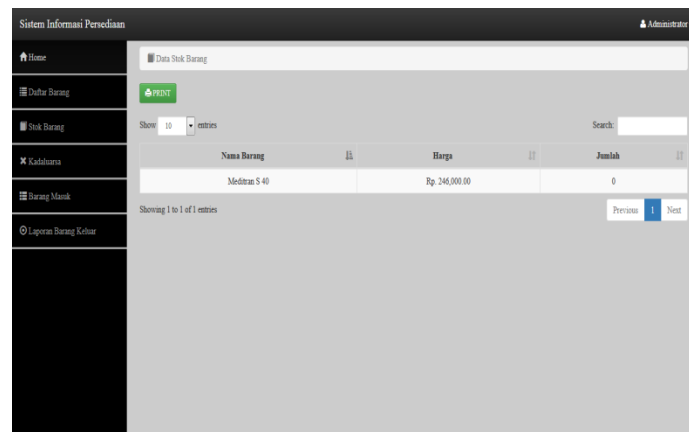 Sistem Informasi Persediaan
Administrator
Home
Daftar Barang
Stok Barang
Kadaluarsa
Barang Masuk
Laporan Barang Keluar
Data Stok Barang
PRINT
Show 10 entries
Search:
Nama Barang Harga Jumlah
Meditran S 40 Rp. 246,000.00 0
Showing 1 to 1 of 1 entries
Previous 1 Next